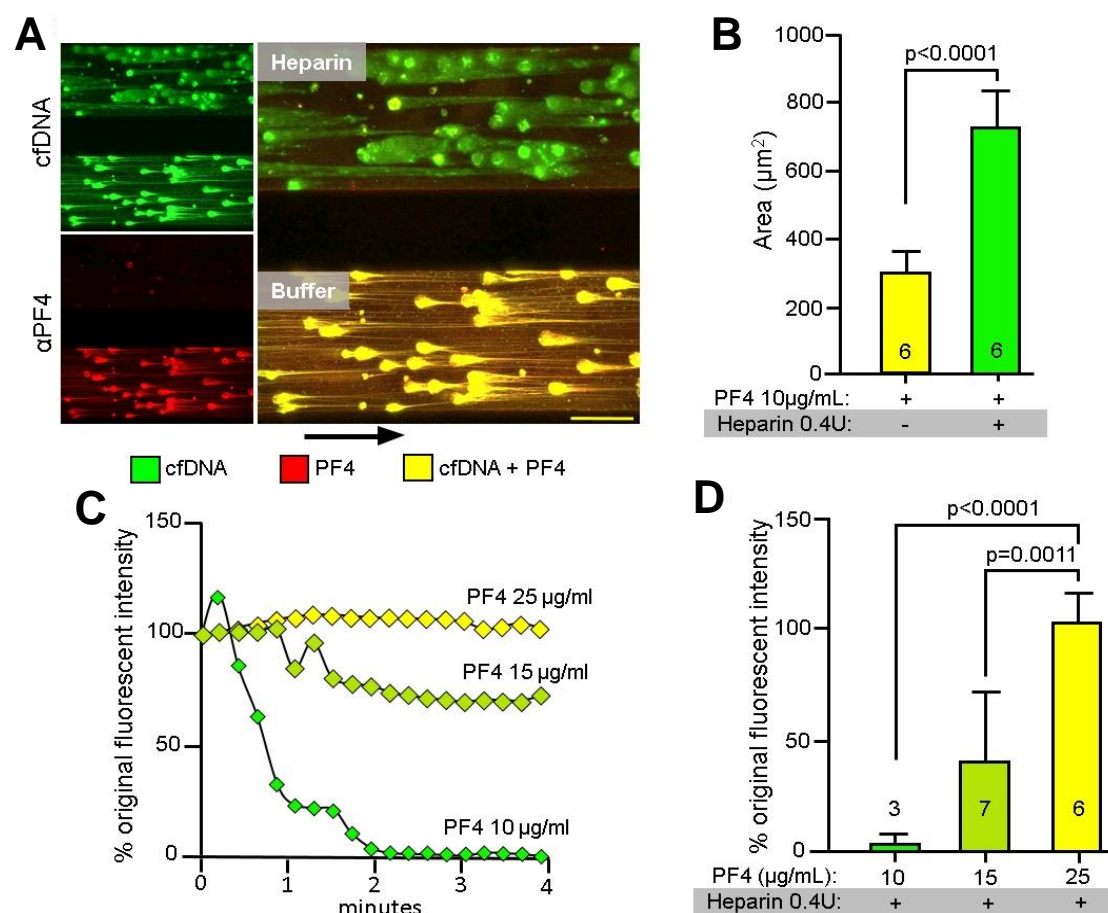 A
cfDNA
αPF4
Heparin
Buffer
cfDNA
PF4
cfDNA + PF4
B
1000
800
600
400
200
0
Area (µm²)
p<0.0001
6
6
PF4 10µg/mL: + +
Heparin 0.4U: - +
C
% original fluorescent intensity
150
100
50
0
PF4 25 µg/ml
PF4 15 µg/ml
PF4 10 µg/ml
0 1 2 3 4
minutes
D
% original fluorescent intensity
150
100
50
0
p<0.0001
p=0.0011
3
7
6
PF4 (µg/mL): 10 15 25
Heparin 0.4U: + + +